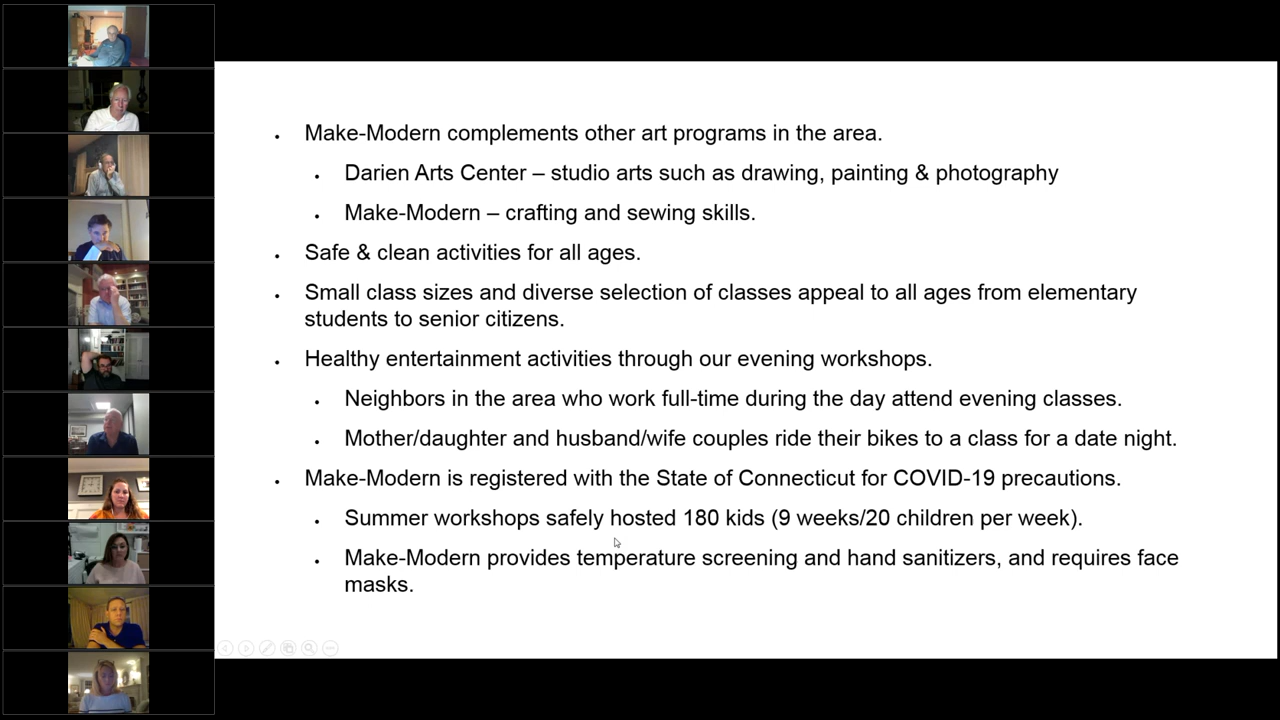 • Make-Modern complements other art programs in the area.
• Darien Arts Center – studio arts such as drawing, painting & photography
• Make-Modern – crafting and sewing skills.
• Safe & clean activities for all ages.
• Small class sizes and diverse selection of classes appeal to all ages from elementary
students to senior citizens.
• Healthy entertainment activities through our evening workshops.
• Neighbors in the area who work full-time during the day attend evening classes.
• Mother/daughter and husband/wife couples ride their bikes to a class for a date night.
• Make-Modern is registered with the State of Connecticut for COVID-19 precautions.
• Summer workshops safely hosted 180 kids (9 weeks/20 children per week).
• Make-Modern provides temperature screening and hand sanitizers, and requires face
masks.